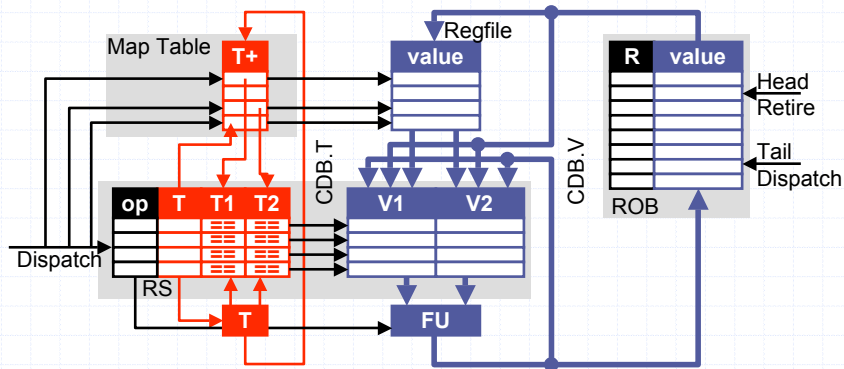 Regfile
Map Table
T+
value
R
value
Head
Retire
CDB.T
CDB.V
Tail
Dispatch
op
T
T1
T2
V1
V2
ROB
==
==
==
==
==
==
==
==
Dispatch
RS
T
FU